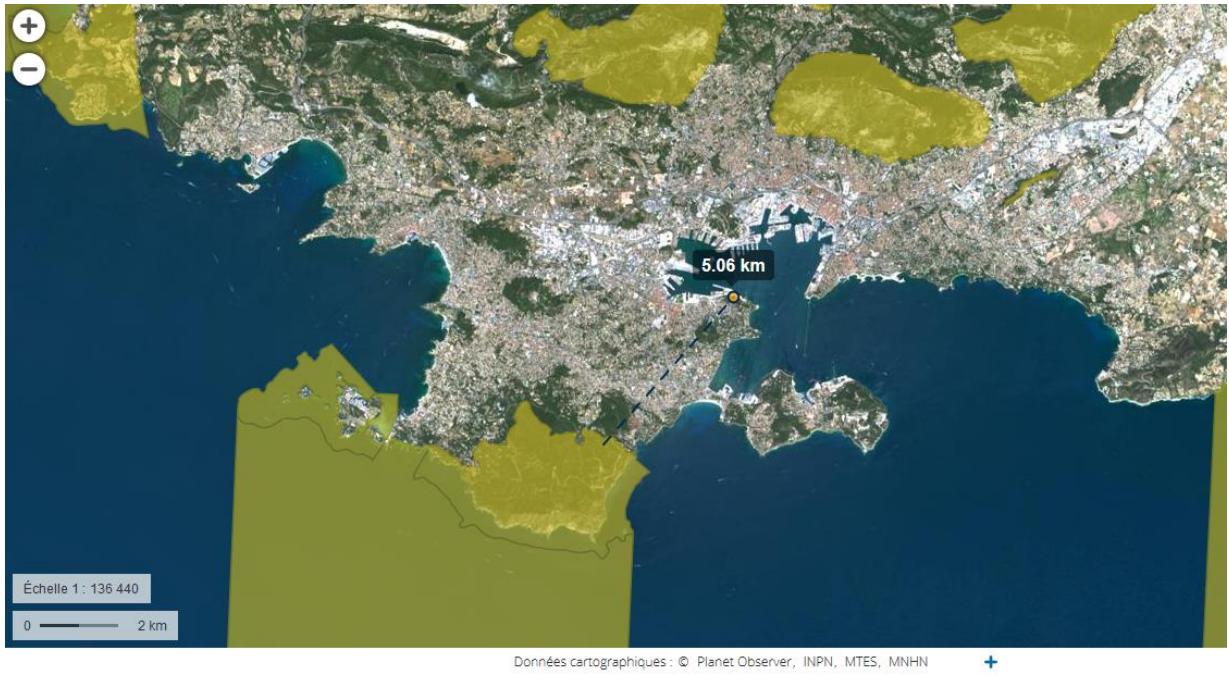 +
−
5.06 km
Échelle 1 : 136 440
0 2 km
Données cartographiques : © Planet Observer, INPN, MTES, MNHN +